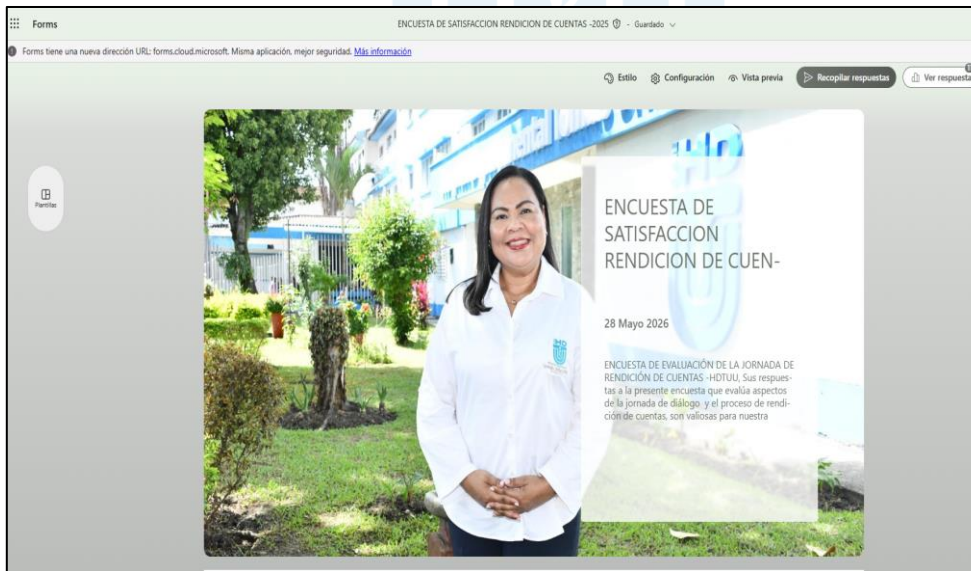 Forms
ENCUESTA DE SATISFACCION RENDICION DE CUENTAS -2025 - Guardado
Forms tiene una nueva dirección URL: forms.cloud.microsoft. Misma aplicación, mejor seguridad. Más información
Estilo Configuración Vista previa Recopilar respuestas Ver respuesta
Plantillas
ENCUESTA DE
SATISFACCION
RENDICION DE CUEN-
28 Mayo 2026
ENCUESTA DE EVALUACIÓN DE LA JORNADA DE
RENDICIÓN DE CUENTAS -HDTUU, Sus respues-
tas a la presente encuesta que evalúa aspectos
de la jornada de diálogo y el proceso de rendi-
ción de cuentas, son valiosas para nuestra